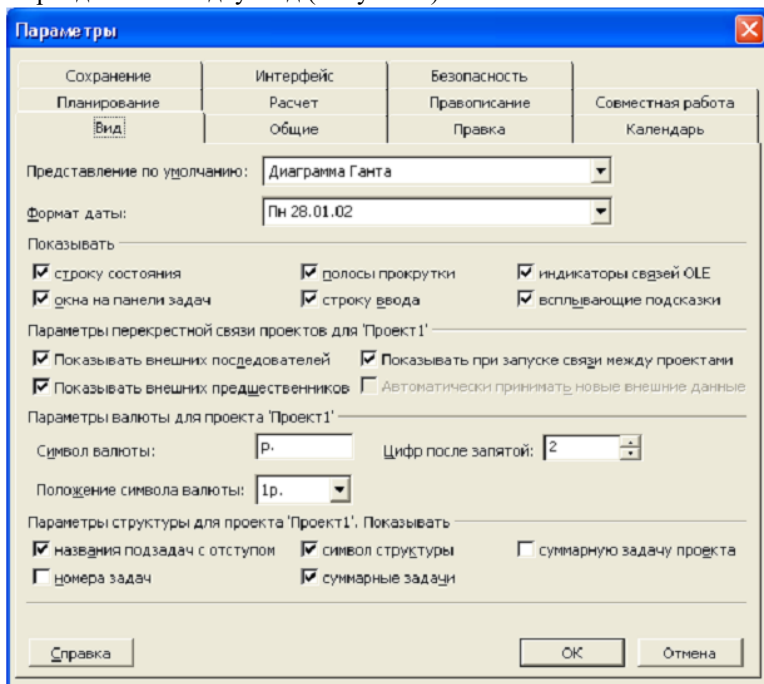 Параметры
Сохранение Интерфейс Безопасность
Планирование Расчет Правописание Совместная работа
Вид Общие Правка Календарь
Представление по умолчанию: Диаграмма Ганта
Формат даты: Пн 28.01.02
Показывать
строку состояния полосы прокрутки индикаторы связей OLE
окна на панели задач строку ввода всплывающие подсказки
Параметры перекрестной связи проектов для 'Проект1'
Показывать внешних последователей Показывать при запуске связи между проектами
Показывать внешних предшественников Автоматически принимать новые внешние данные
Параметры валюты для проекта 'Проект1'
Символ валюты: р. Цифр после запятой: 2
Положение символа валюты: 1р.
Параметры структуры для проекта 'Проект1'. Показывать
названия подзадач с отступом символ структуры суммарную задачу проекта
номера задач суммарные задачи
Справка ОК Отмена